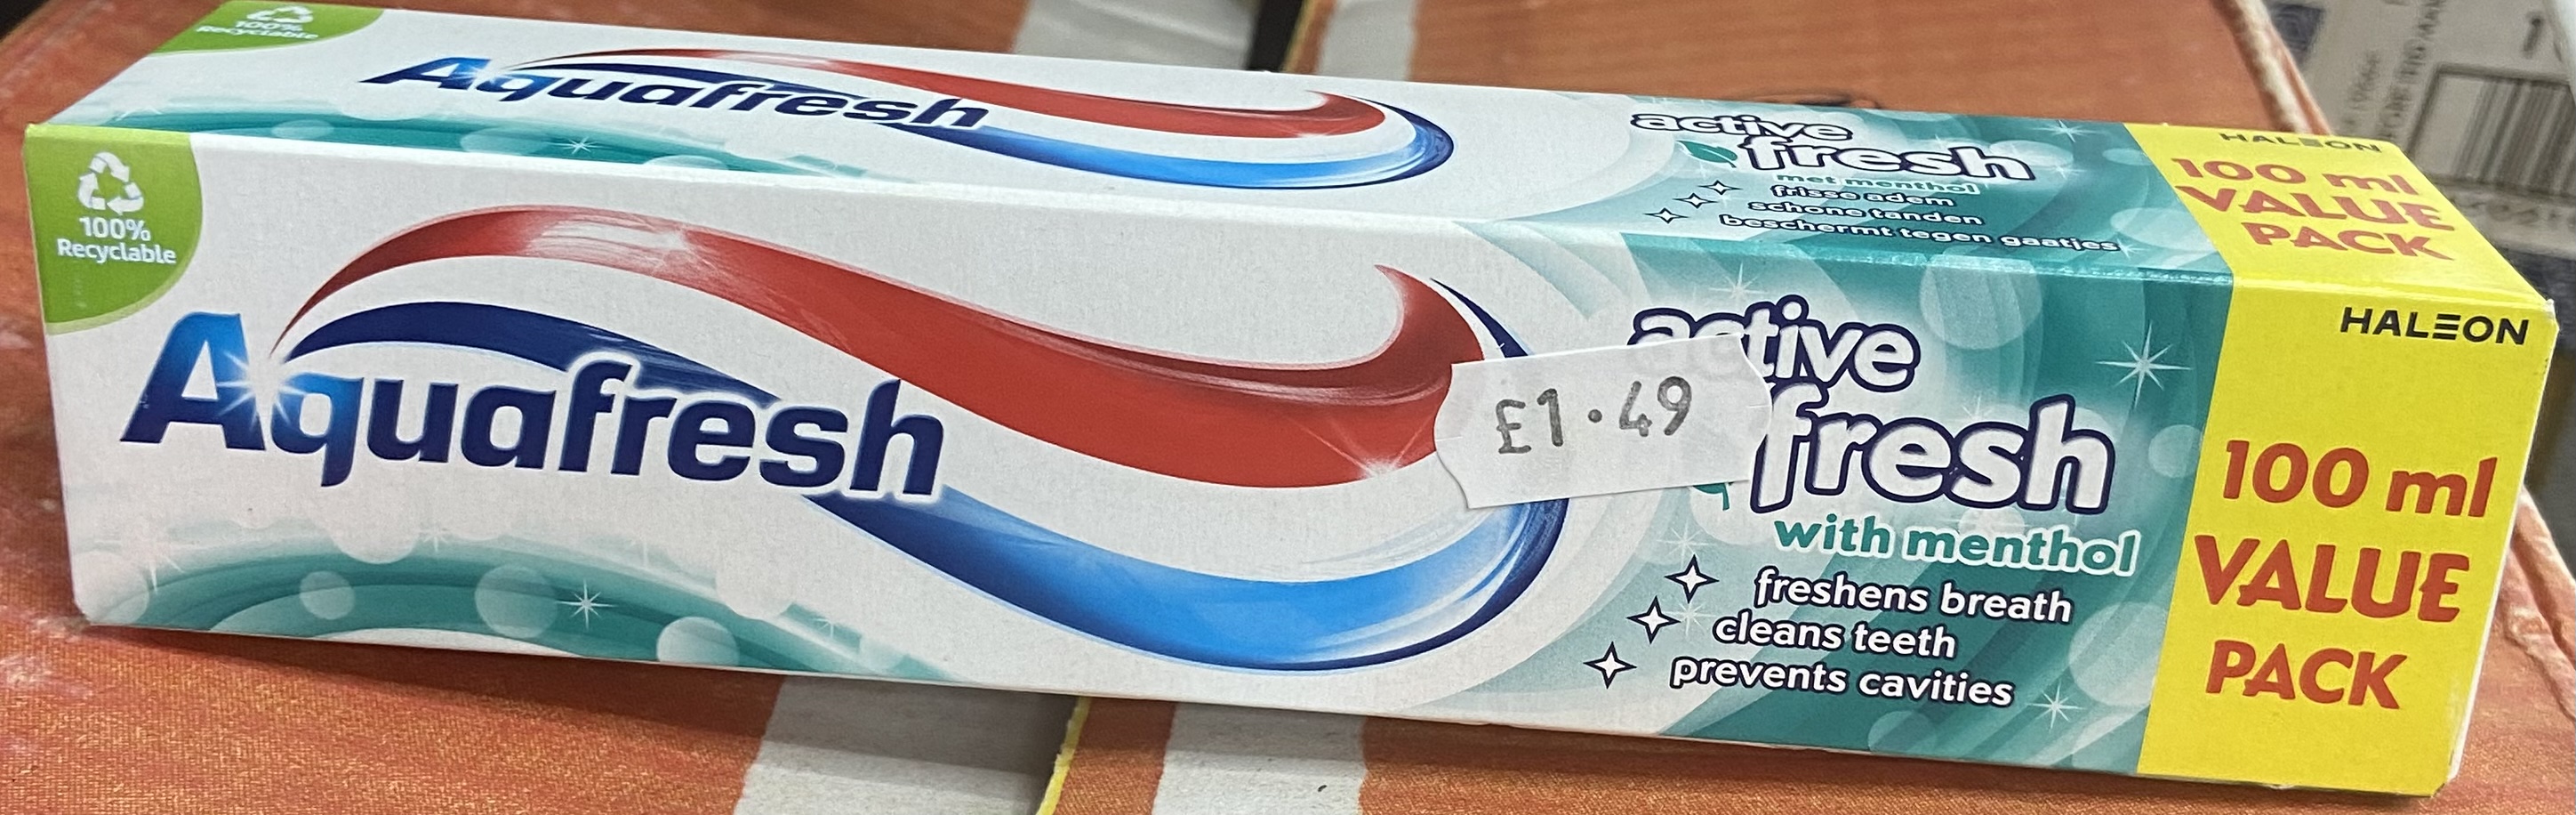 100%
Recyclable
Aquafresh
active
fresh
met menthol
frisse adem
schone tanden
beschermt tegen gaatjes
HALEON
100 ml
VALUE
PACK
100%
Recyclable
Aquafresh
£1.49
active
fresh
with menthol
freshens breath
cleans teeth
prevents cavities
HALEON
100 ml
VALUE
PACK